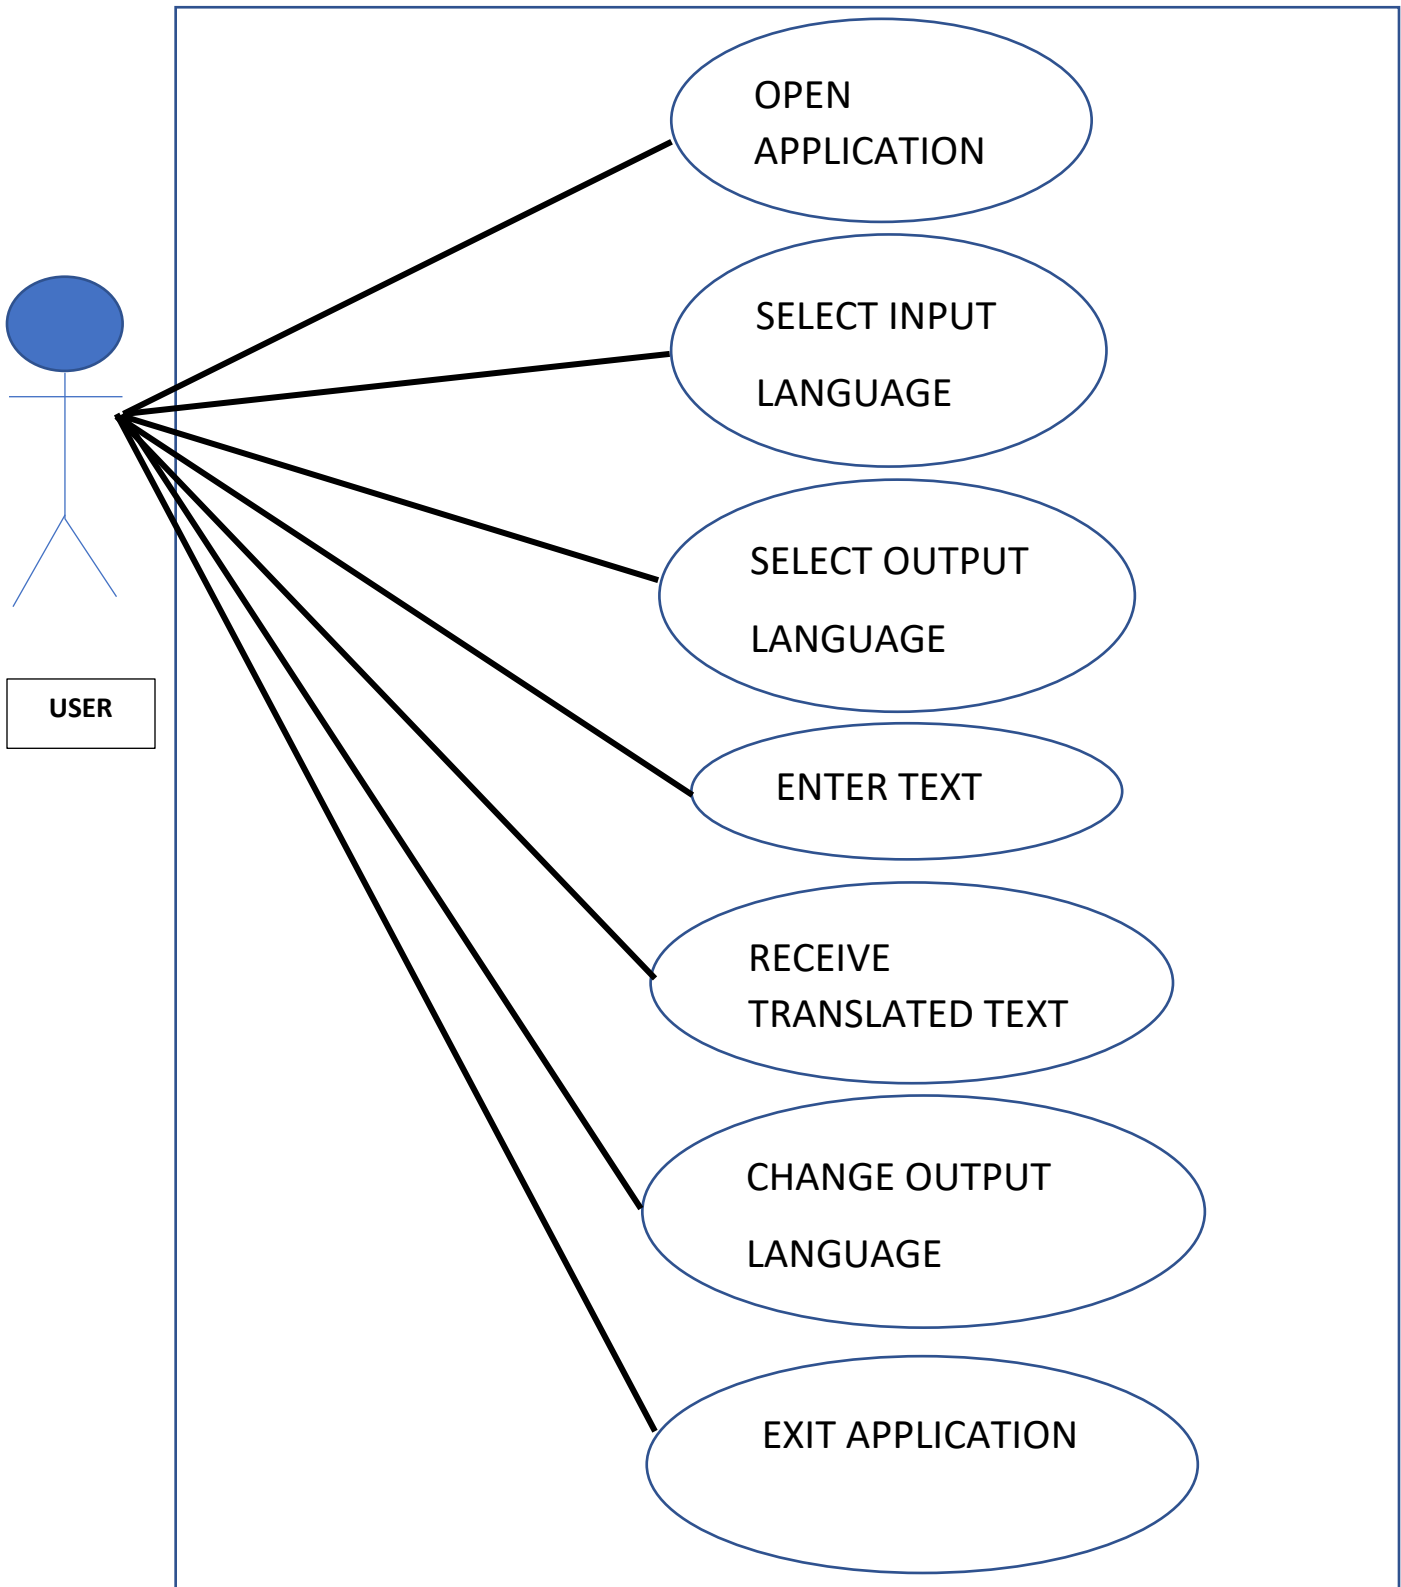 OPEN
APPLICATION
SELECT INPUT
LANGUAGE
SELECT OUTPUT
LANGUAGE
USER
ENTER TEXT
RECEIVE
TRANSLATED TEXT
CHANGE OUTPUT
LANGUAGE
EXIT APPLICATION